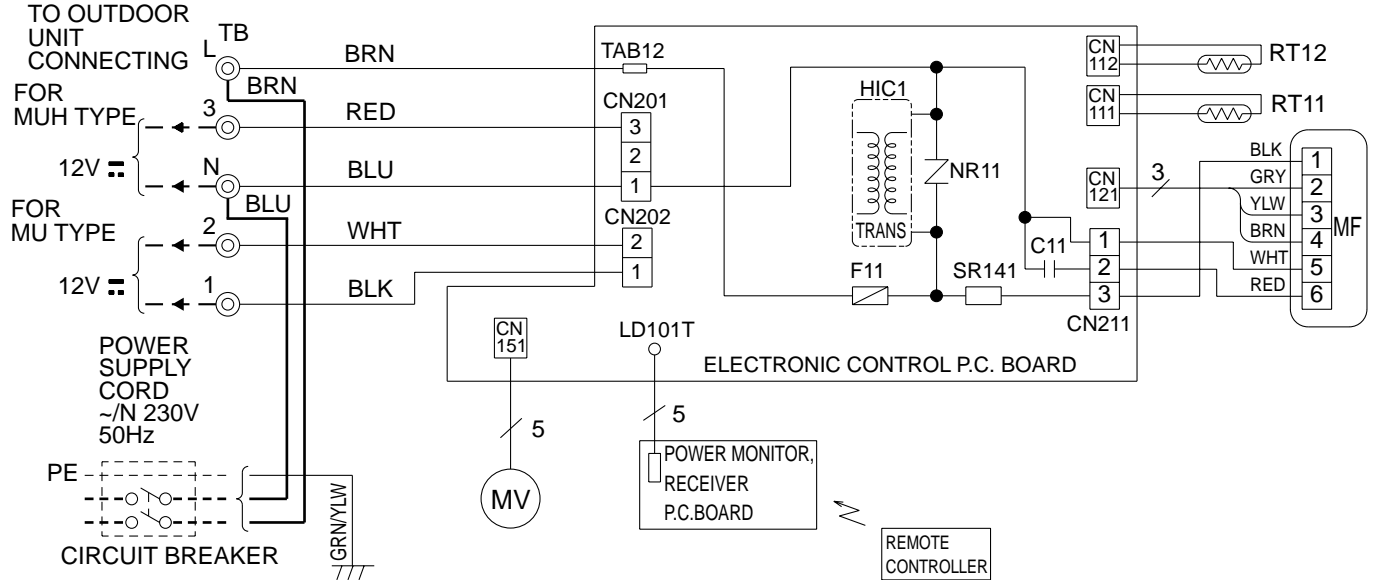 TO OUTDOOR
UNIT
CONNECTING
TB
L
BRN
BRN
FOR
MUH TYPE
3
RED
12V
N
BLU
BLU
FOR
MU TYPE
2
WHT
12V
1
BLK
POWER
SUPPLY
CORD
~/N 230V
50Hz
PE
CIRCUIT BREAKER
GRN/YLW
TAB12
CN201
3
2
1
CN202
2
1
HIC1
TRANS
NR11
F11
SR141
C11
1
2
3
CN211
CN
112
RT12
CN
111
RT11
CN
121
3
BLK
GRY
YLW
BRN
WHT
RED
1
2
3
4
5
6
MF
CN
151
5
MV
LD101T
5
ELECTRONIC CONTROL P.C. BOARD
POWER MONITOR,
RECEIVER
P.C.BOARD
REMOTE
CONTROLLER